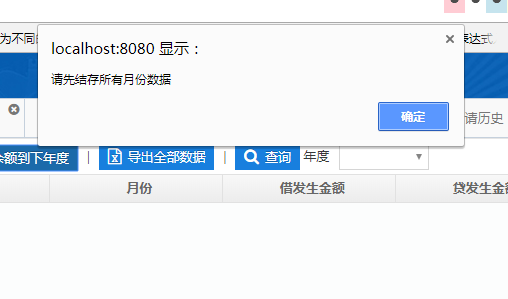 为不同
表达式
localhost:8080 显示：
请先结存所有月份数据
确定
请历史
余额到下年度
导出全部数据
查询
年度
月份
借发生金额
贷发生金额